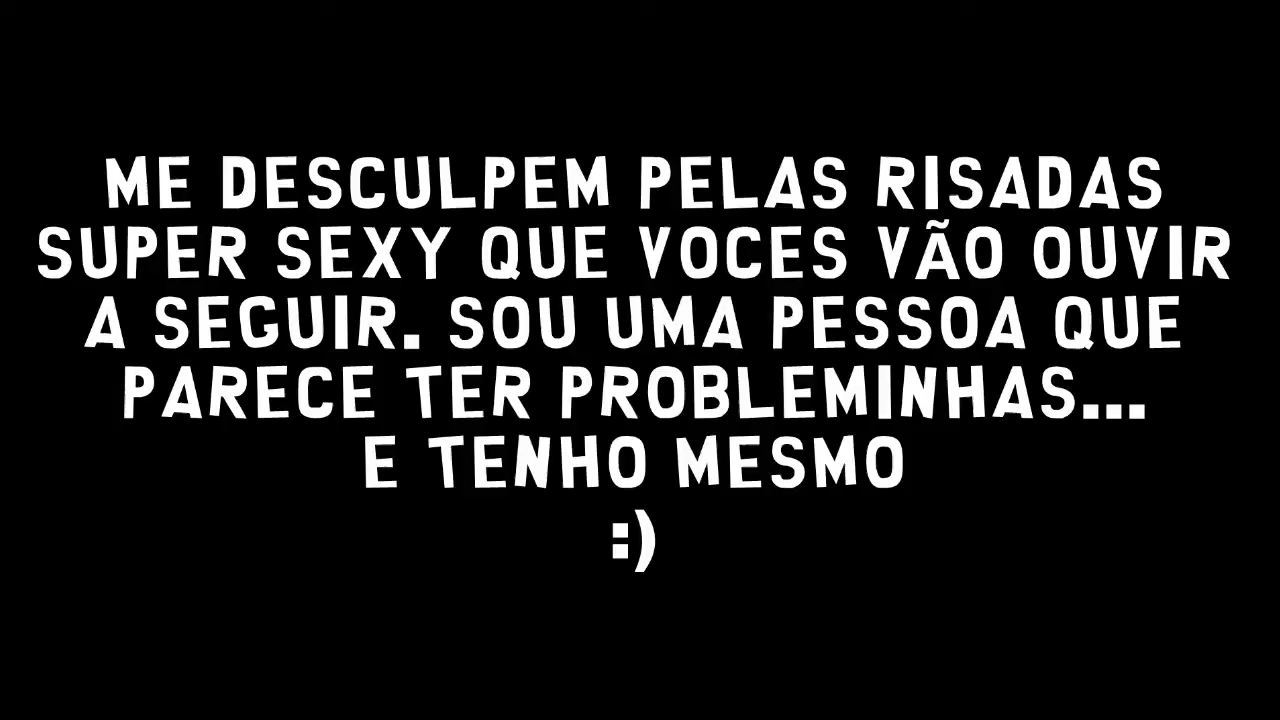 ME DESCULPEM PELAS RISADAS
SUPER SEXY QUE VOCES VÃO OUVIR
A SEGUIR. SOU UMA PESSOA QUE
PARECE TER PROBLEMINHAS...
E TENHO MESMO
:)